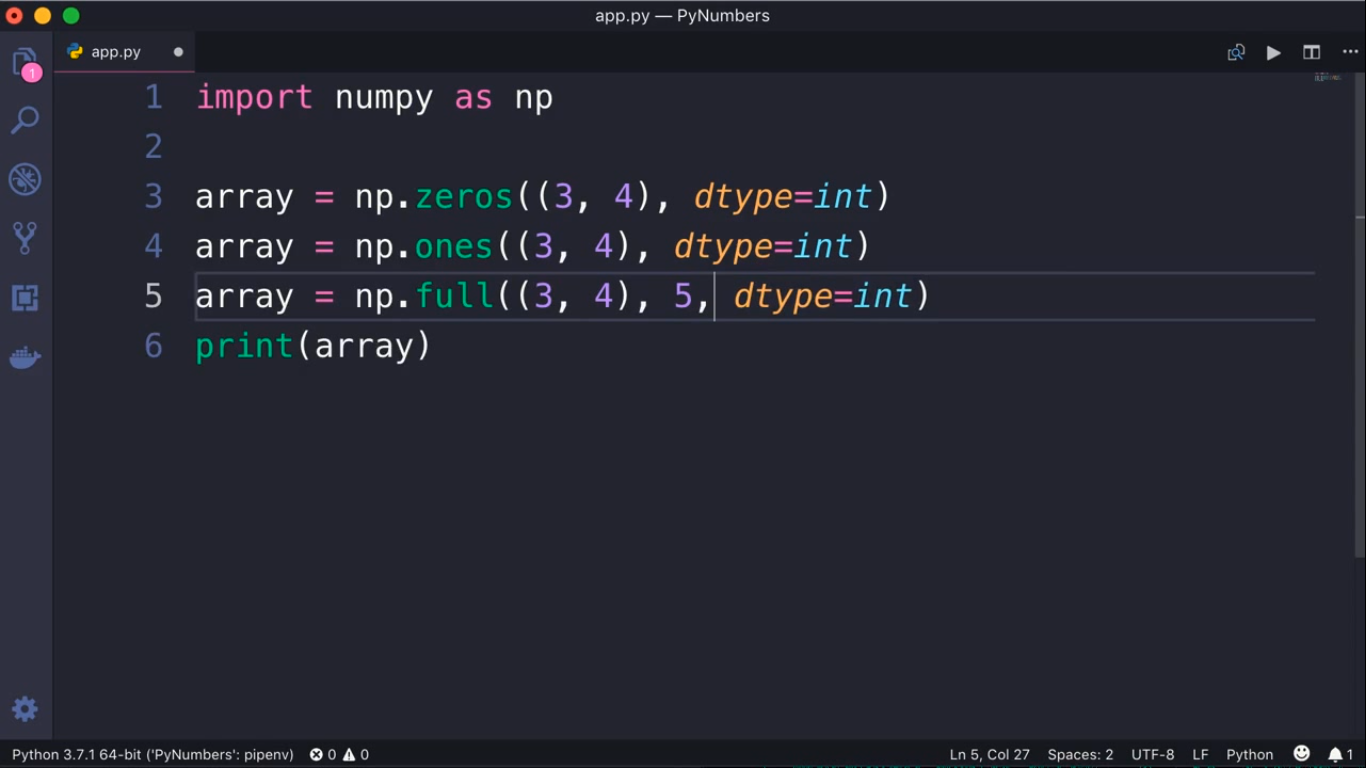 app.py — PyNumbers
app.py
1
1 import numpy as np
2
3 array = np.zeros((3, 4), dtype=int)
4 array = np.ones((3, 4), dtype=int)
5 array = np.full((3, 4), 5, dtype=int)
6 print(array)
Python 3.7.1 64-bit ('PyNumbers': pipenv) 0 0 Ln 5, Col 27 Spaces: 2 UTF-8 LF Python 1